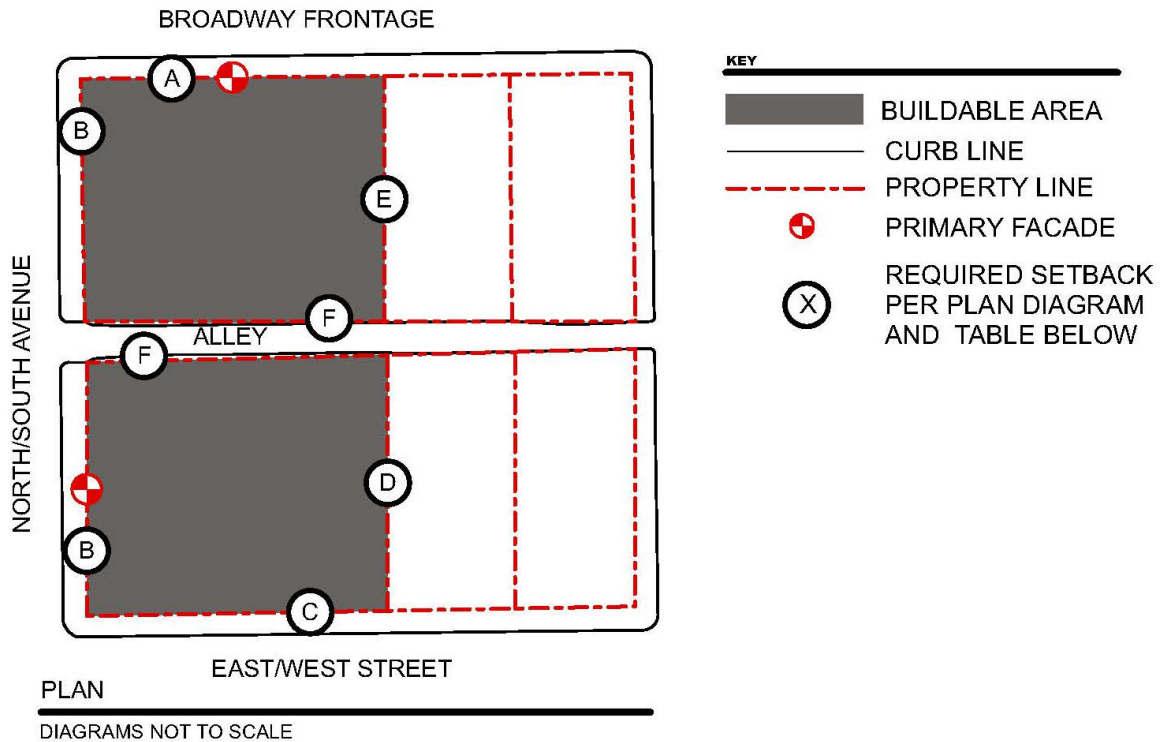 BROADWAY FRONTAGE
A
B
E
F
ALLEY
F
NORTH/SOUTH AVENUE
D
B
C
EAST/WEST STREET
PLAN
DIAGRAMS NOT TO SCALE
KEY
BUILDABLE AREA
CURB LINE
PROPERTY LINE
PRIMARY FACADE
X
REQUIRED SETBACK
PER PLAN DIAGRAM
AND TABLE BELOW